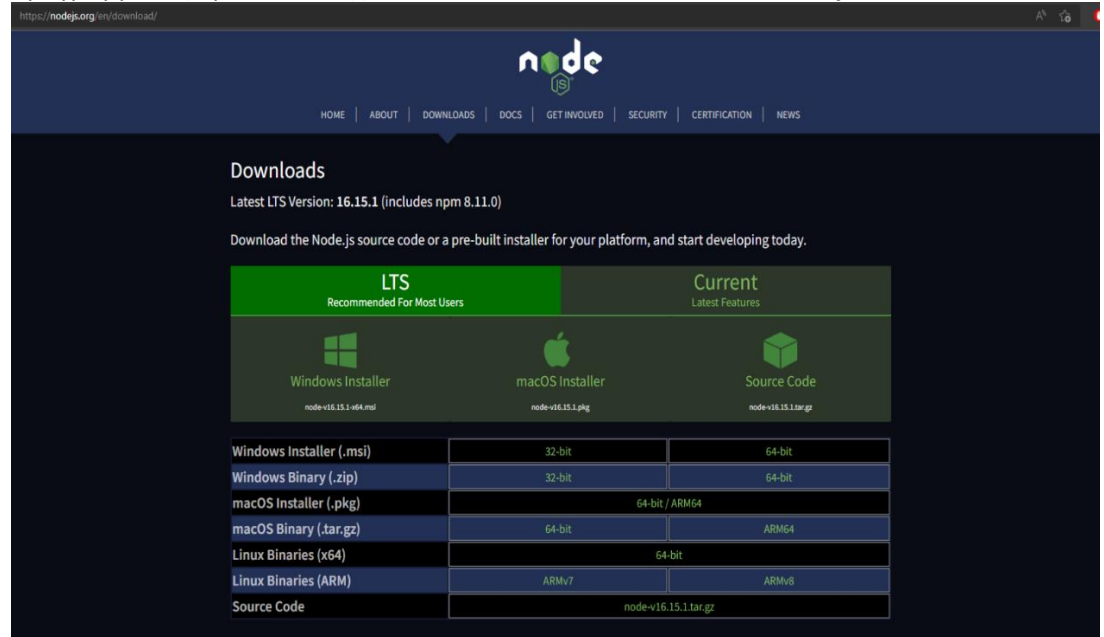 https://nodejs.org/en/download/
node
JS
HOME | ABOUT | DOWNLOADS | DOCS | GET INVOLVED | SECURITY | CERTIFICATION | NEWS
Downloads
Latest LTS Version: 16.15.1 (includes npm 8.11.0)
Download the Node.js source code or a pre-built installer for your platform, and start developing today.
LTS Current
Recommended For Most Users Latest Features
Windows Installer macOS Installer Source Code
node-v16.15.1-x64.msi node-v16.15.1.pkg node-v16.15.1.tar.gz
Windows Installer (.msi) 32-bit 64-bit
Windows Binary (.zip) 32-bit 64-bit
macOS Installer (.pkg) 64-bit / ARM64
macOS Binary (.tar.gz) 64-bit ARM64
Linux Binaries (x64) 64-bit
Linux Binaries (ARM) ARMv7 ARMv8
Source Code node-v16.15.1.tar.gz